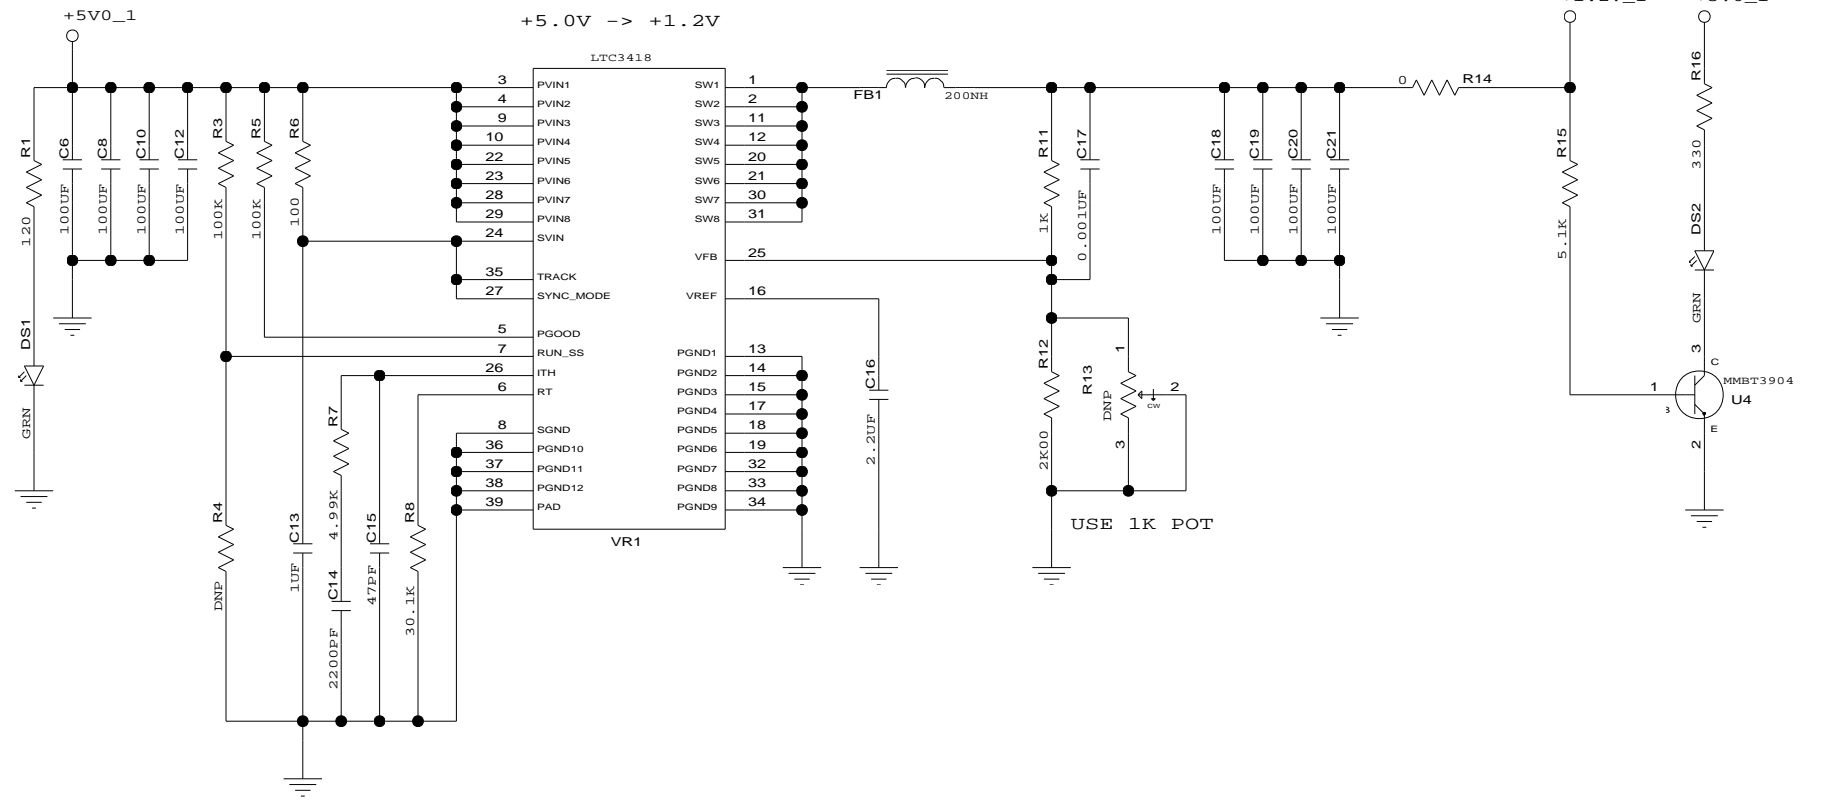 +5V0_1
+5.0V -> +1.2V
LTC3418
R1
120
DS1
GRN
C6
100UF
C8
100UF
C10
100UF
C12
100UF
R3
100K
R5
100K
R6
100
R4
DNP
C13
1UF
R7
4.99K
C14
2200PF
C15
47PF
R8
30.1K
3 PVIN1
4 PVIN2
9 PVIN3
10 PVIN4
22 PVIN5
23 PVIN6
28 PVIN7
29 PVIN8
24 SVIN
35 TRACK
27 SYNC_MODE
5 PGOOD
7 RUN_SS
26 ITH
6 RT
8 SGND
36 PGND10
37 PGND11
38 PGND12
39 PAD
SW1 1
SW2 2
SW3 11
SW4 12
SW5 20
SW6 21
SW7 30
SW8 31
VFB 25
VREF 16
PGND1 13
PGND2 14
PGND3 15
PGND4 17
PGND5 18
PGND6 19
PGND7 32
PGND8 33
PGND9 34
VR1
FB1
200NH
C16
2.2UF
R11
1K
C17
0.001UF
R12
2K00
R13
DNP
1
2
3
CW
USE 1K POT
C18
100UF
C19
100UF
C20
100UF
C21
100UF
0 R14
R15
5.1K
R16
330
DS2
GRN
3
C
MMBT3904
1
U4
E
2